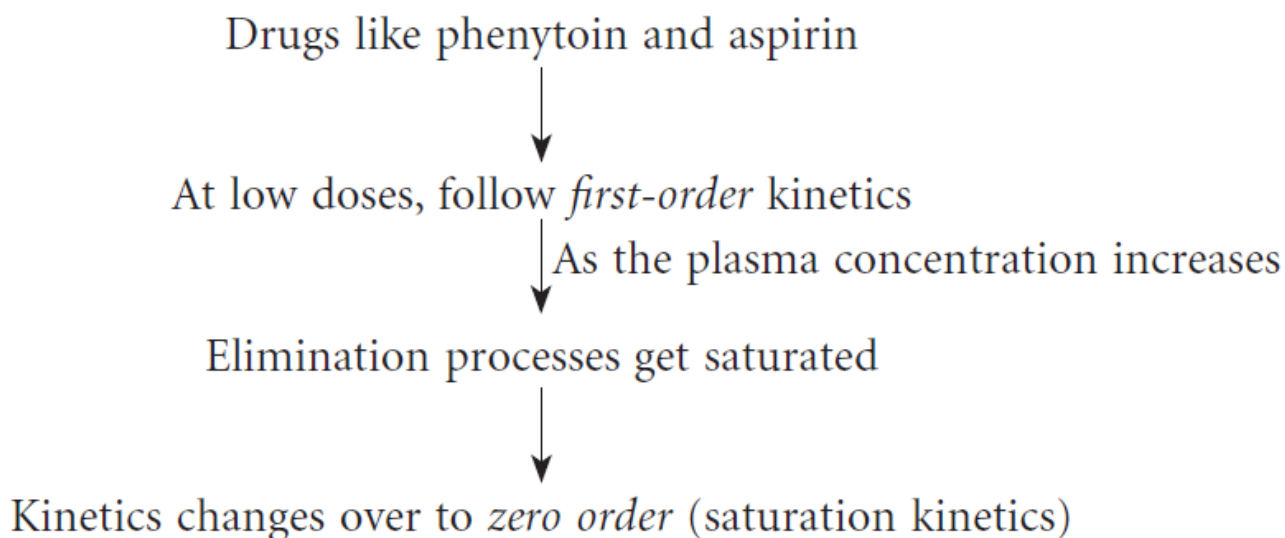 Drugs like phenytoin and aspirin
At low doses, follow first-order kinetics
As the plasma concentration increases
Elimination processes get saturated
Kinetics changes over to zero order (saturation kinetics)